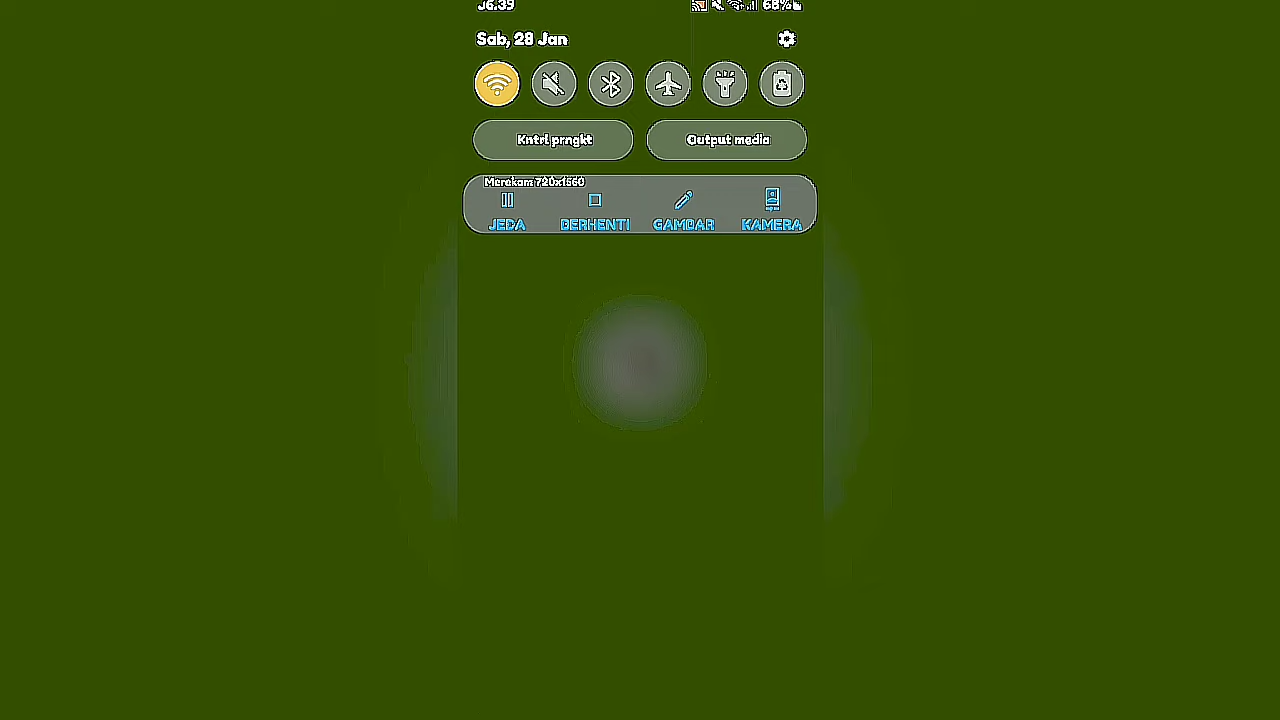 Sab, 28 Jan
Kntrl prngkt
Output media
Merekam 720x1560
JEDA
BERHENTI
GAMBAR
KAMERA